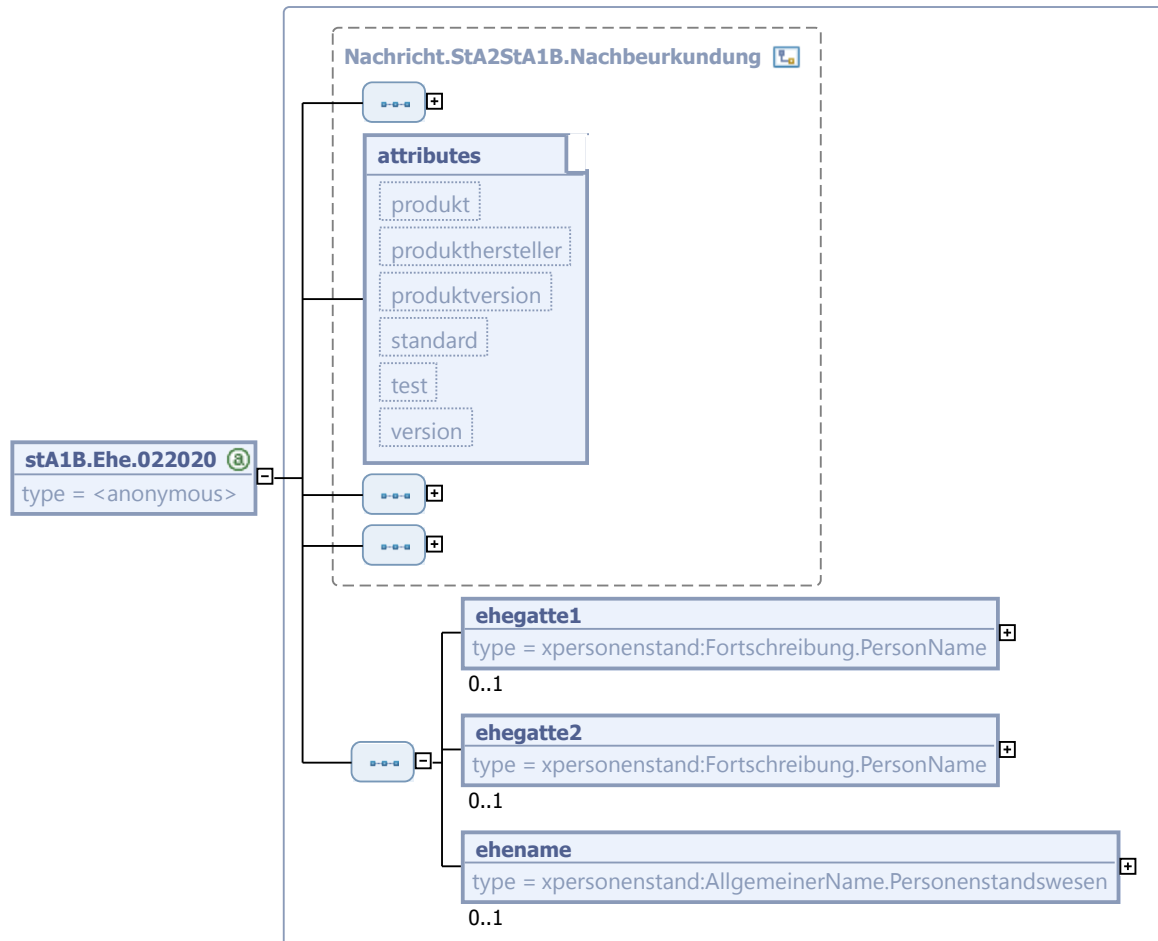 Nachricht.StA2StA1B.Nachbeurkundung
attributes
produkt
produkthersteller
produktversion
standard
test
version
stA1B.Ehe.022020
type = <anonymous>
ehegatte1
type = xpersonenstand:Fortschreibung.PersonName
0..1
ehegatte2
type = xpersonenstand:Fortschreibung.PersonName
0..1
ehename
type = xpersonenstand:AllgemeinerName.Personenstandswesen
0..1